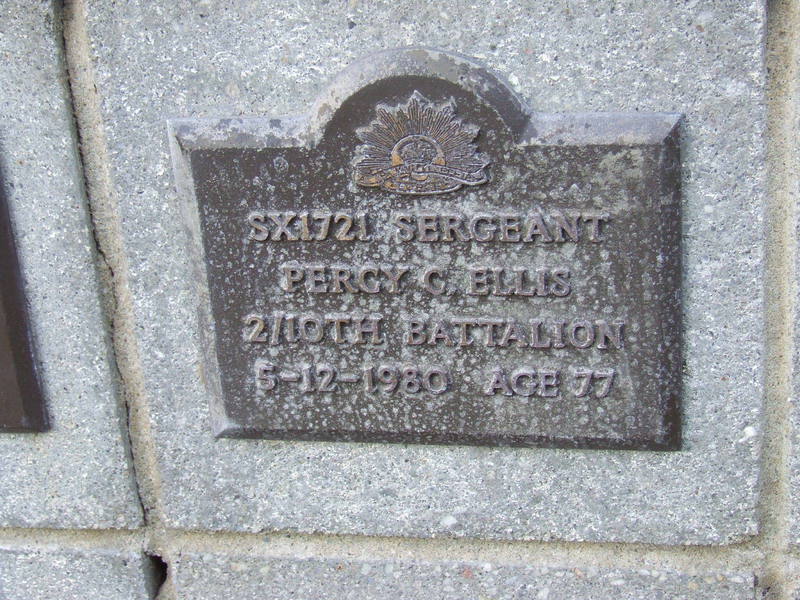 SX1721 SERGEANT
PERCY C. ELLIS
2/10TH BATTALION
5-12-1980 AGE 77